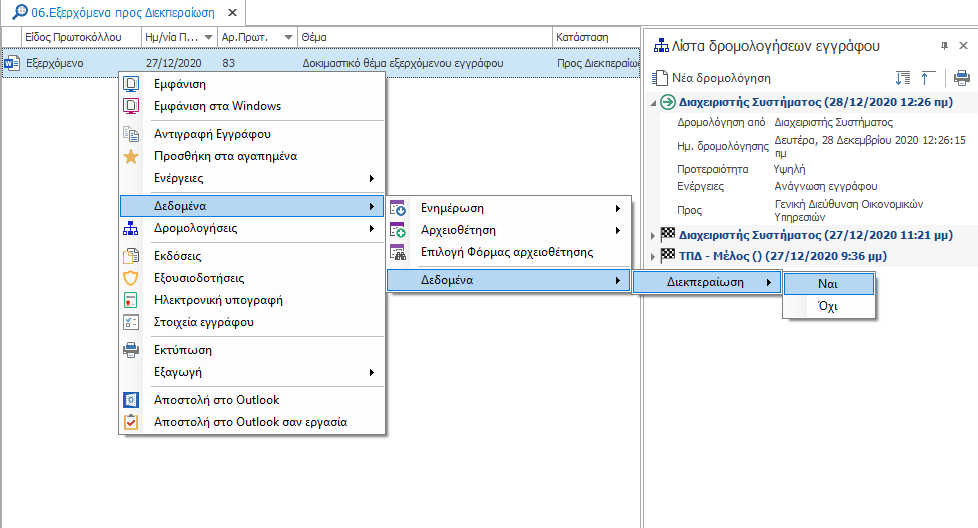 06.Εξερχόμενα προς Διεκπεραίωση
Είδος Πρωτοκόλλου Ημ/νία Π... Αρ.Πρωτ. Θέμα Κατάσταση
Εξερχόμενο 27/12/2020 83 Δοκιμαστικό θέμα εξερχόμενου εγγράφου Προς Διεκπεραίωσ
Εμφάνιση
Εμφάνιση στα Windows
Αντιγραφή Εγγράφου
Προσθήκη στα αγαπημένα
Ενέργειες
Δεδομένα
Δρομολογήσεις
Εκδόσεις
Εξουσιοδοτήσεις
Ηλεκτρονική υπογραφή
Στοιχεία εγγράφου
Εκτύπωση
Εξαγωγή
Αποστολή στο Outlook
Αποστολή στο Outlook σαν εργασία
Ενημέρωση
Αρχειοθέτηση
Επιλογή Φόρμας αρχειοθέτησης
Δεδομένα
Διεκπεραίωση
Ναι
Όχι
Λίστα δρομολογήσεων εγγράφου
Νέα δρομολόγηση
Διαχειριστής Συστήματος (28/12/2020 12:26 πμ)
Δρομολόγηση από Διαχειριστής Συστήματος
Ημ. δρομολόγησης Δευτέρα, 28 Δεκεμβρίου 2020 12:26:15
πμ
Προτεραιότητα Υψηλή
Ενέργειες Ανάγνωση εγγράφου
Προς Γενική Διεύθυνση Οικονομικών
Υπηρεσιών
Διαχειριστής Συστήματος (27/12/2020 11:21 μμ)
ΤΠΔ - Μέλος () (27/12/2020 9:36 μμ)